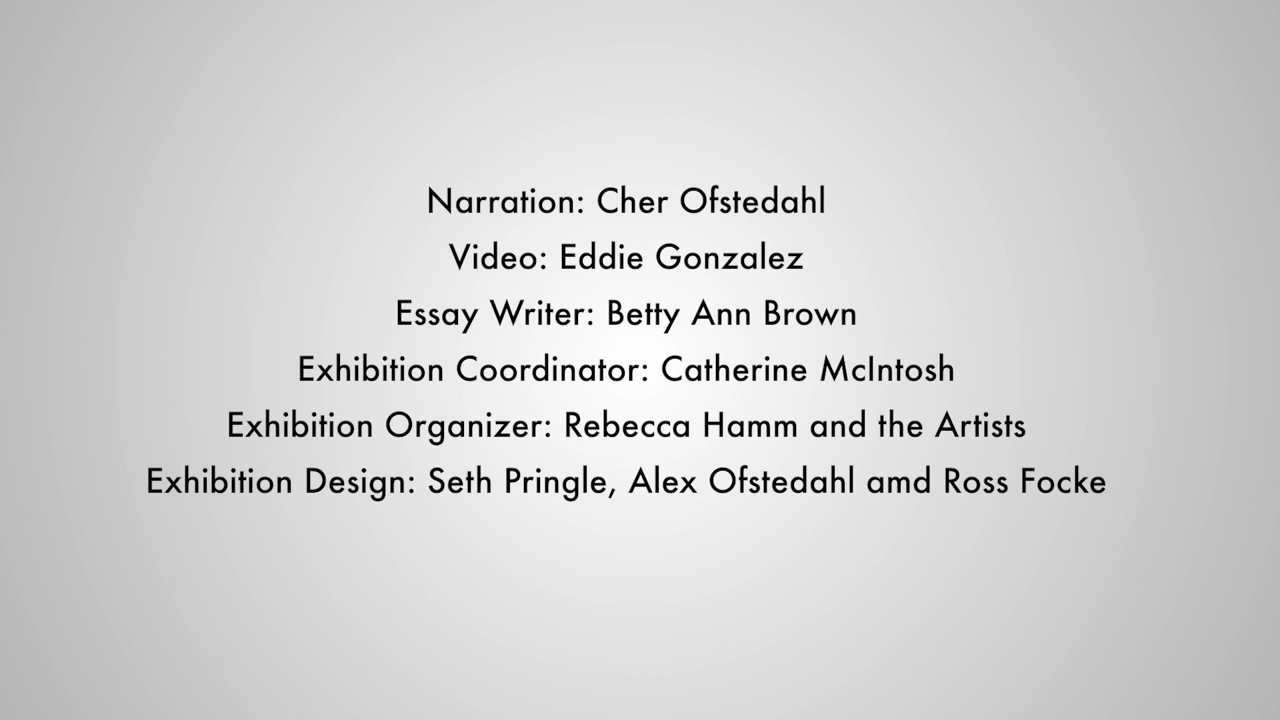 Narration: Cher Ofstedahl
Video: Eddie Gonzalez
Essay Writer: Betty Ann Brown
Exhibition Coordinator: Catherine McIntosh
Exhibition Organizer: Rebecca Hamm and the Artists
Exhibition Design: Seth Pringle, Alex Ofstedahl amd Ross Focke